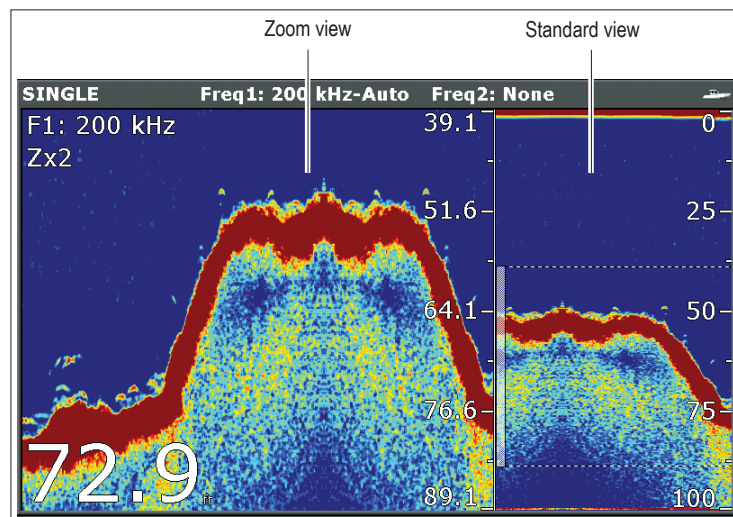 Zoom view Standard view
SINGLE Freq1: 200 kHz-Auto Freq2: None
F1: 200 kHz
Zx2
39.1
51.6
64.1
76.6
89.1
0
25
50
75
100
72.9 ft